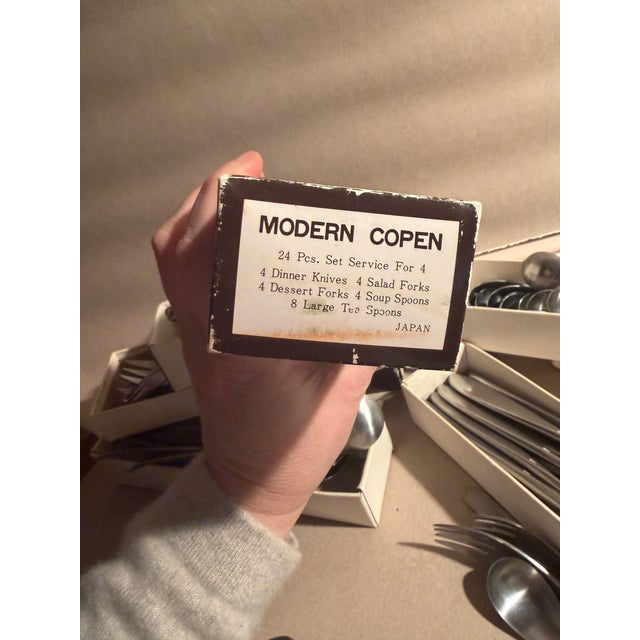 MODERN COPEN
24 Pcs. Set Service For 4
4 Dinner Knives 4 Salad Forks
4 Dessert Forks 4 Soup Spoons
8 Large Tea Spoons
JAPAN